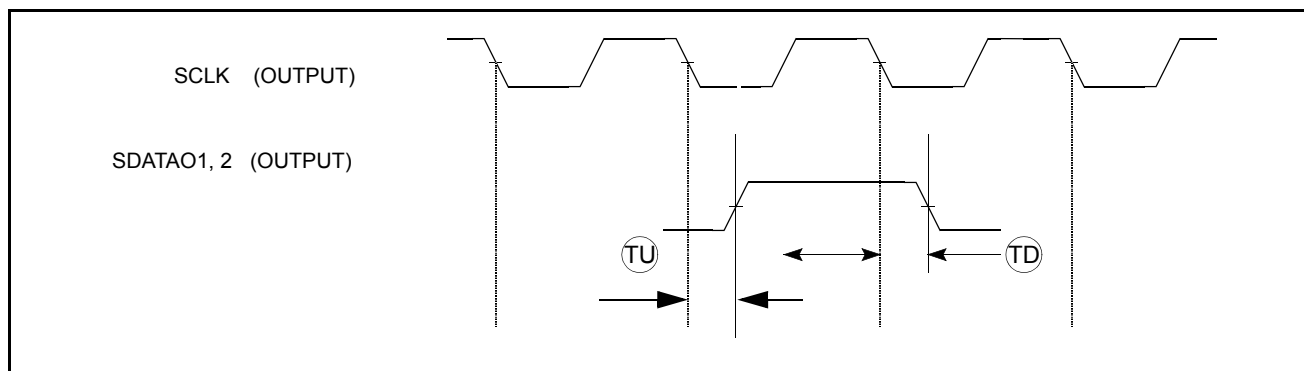 SCLK (OUTPUT)
SDATAO1, 2 (OUTPUT)
TU
TD